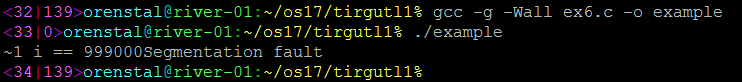 <32|139>orenstal@river-01:~/os17/tirgutl1% gcc -g -Wall ex6.c -o example
<33|0>orenstal@river-01:~/os17/tirgutl1% ./example
~1 i == 999000Segmentation fault
<34|139>orenstal@river-01:~/os17/tirgutl1%